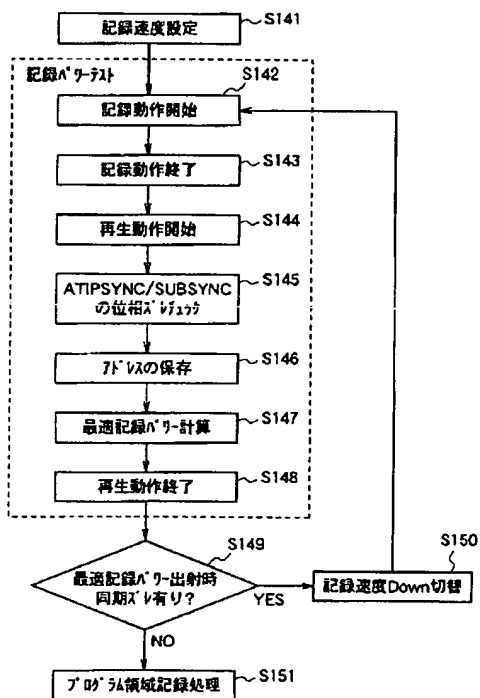 記録速度設定
S141
記録ﾊﾟﾜｰﾃｽﾄ
S142
記録動作開始
S143
記録動作終了
S144
再生動作開始
S145
ATIPSYNC/SUBSYNC
の位相ｽﾞﾚﾁｪｯｸ
S146
ｱﾄﾞﾚｽの保存
S147
最適記録ﾊﾟﾜｰ計算
S148
再生動作終了
S149
最適記録ﾊﾟﾜｰ出射時
同期ｽﾞﾚ有り?
YES
S150
記録速度Down切替
NO
S151
ﾌﾟﾛｸﾞﾗﾑ領域記録処理